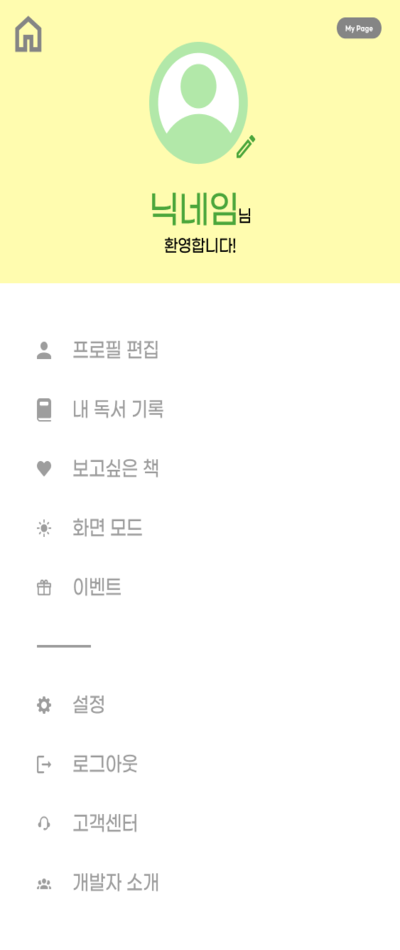 My Page
닉네임님
환영합니다!
프로필 편집
내 독서 기록
보고싶은 책
화면 모드
이벤트
설정
로그아웃
고객센터
개발자 소개